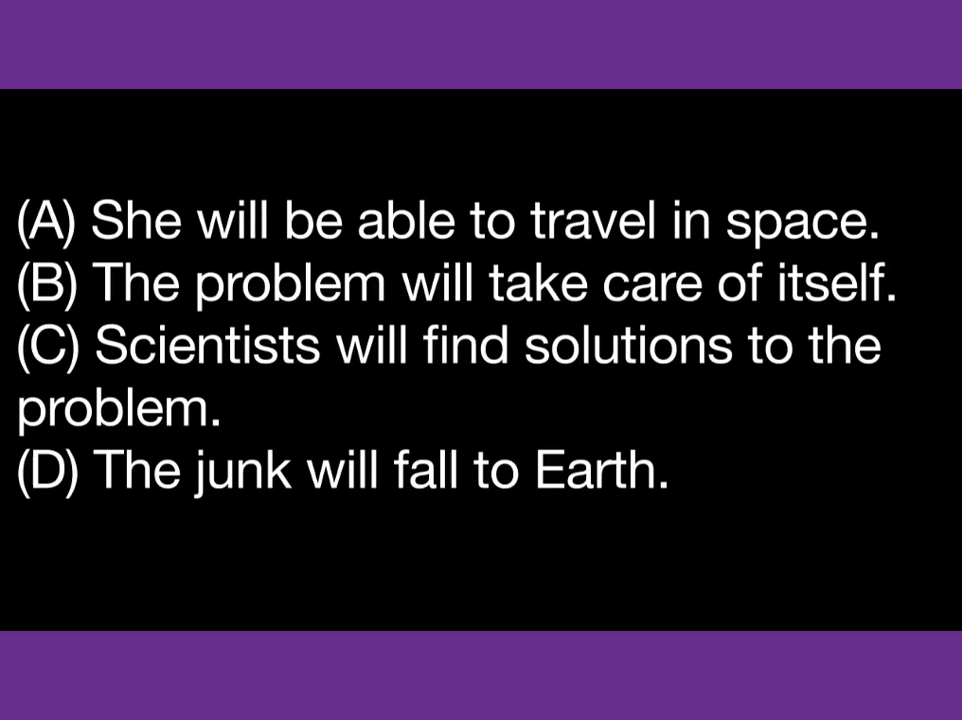 (A) She will be able to travel in space.
(B) The problem will take care of itself.
(C) Scientists will find solutions to the
problem.
(D) The junk will fall to Earth.